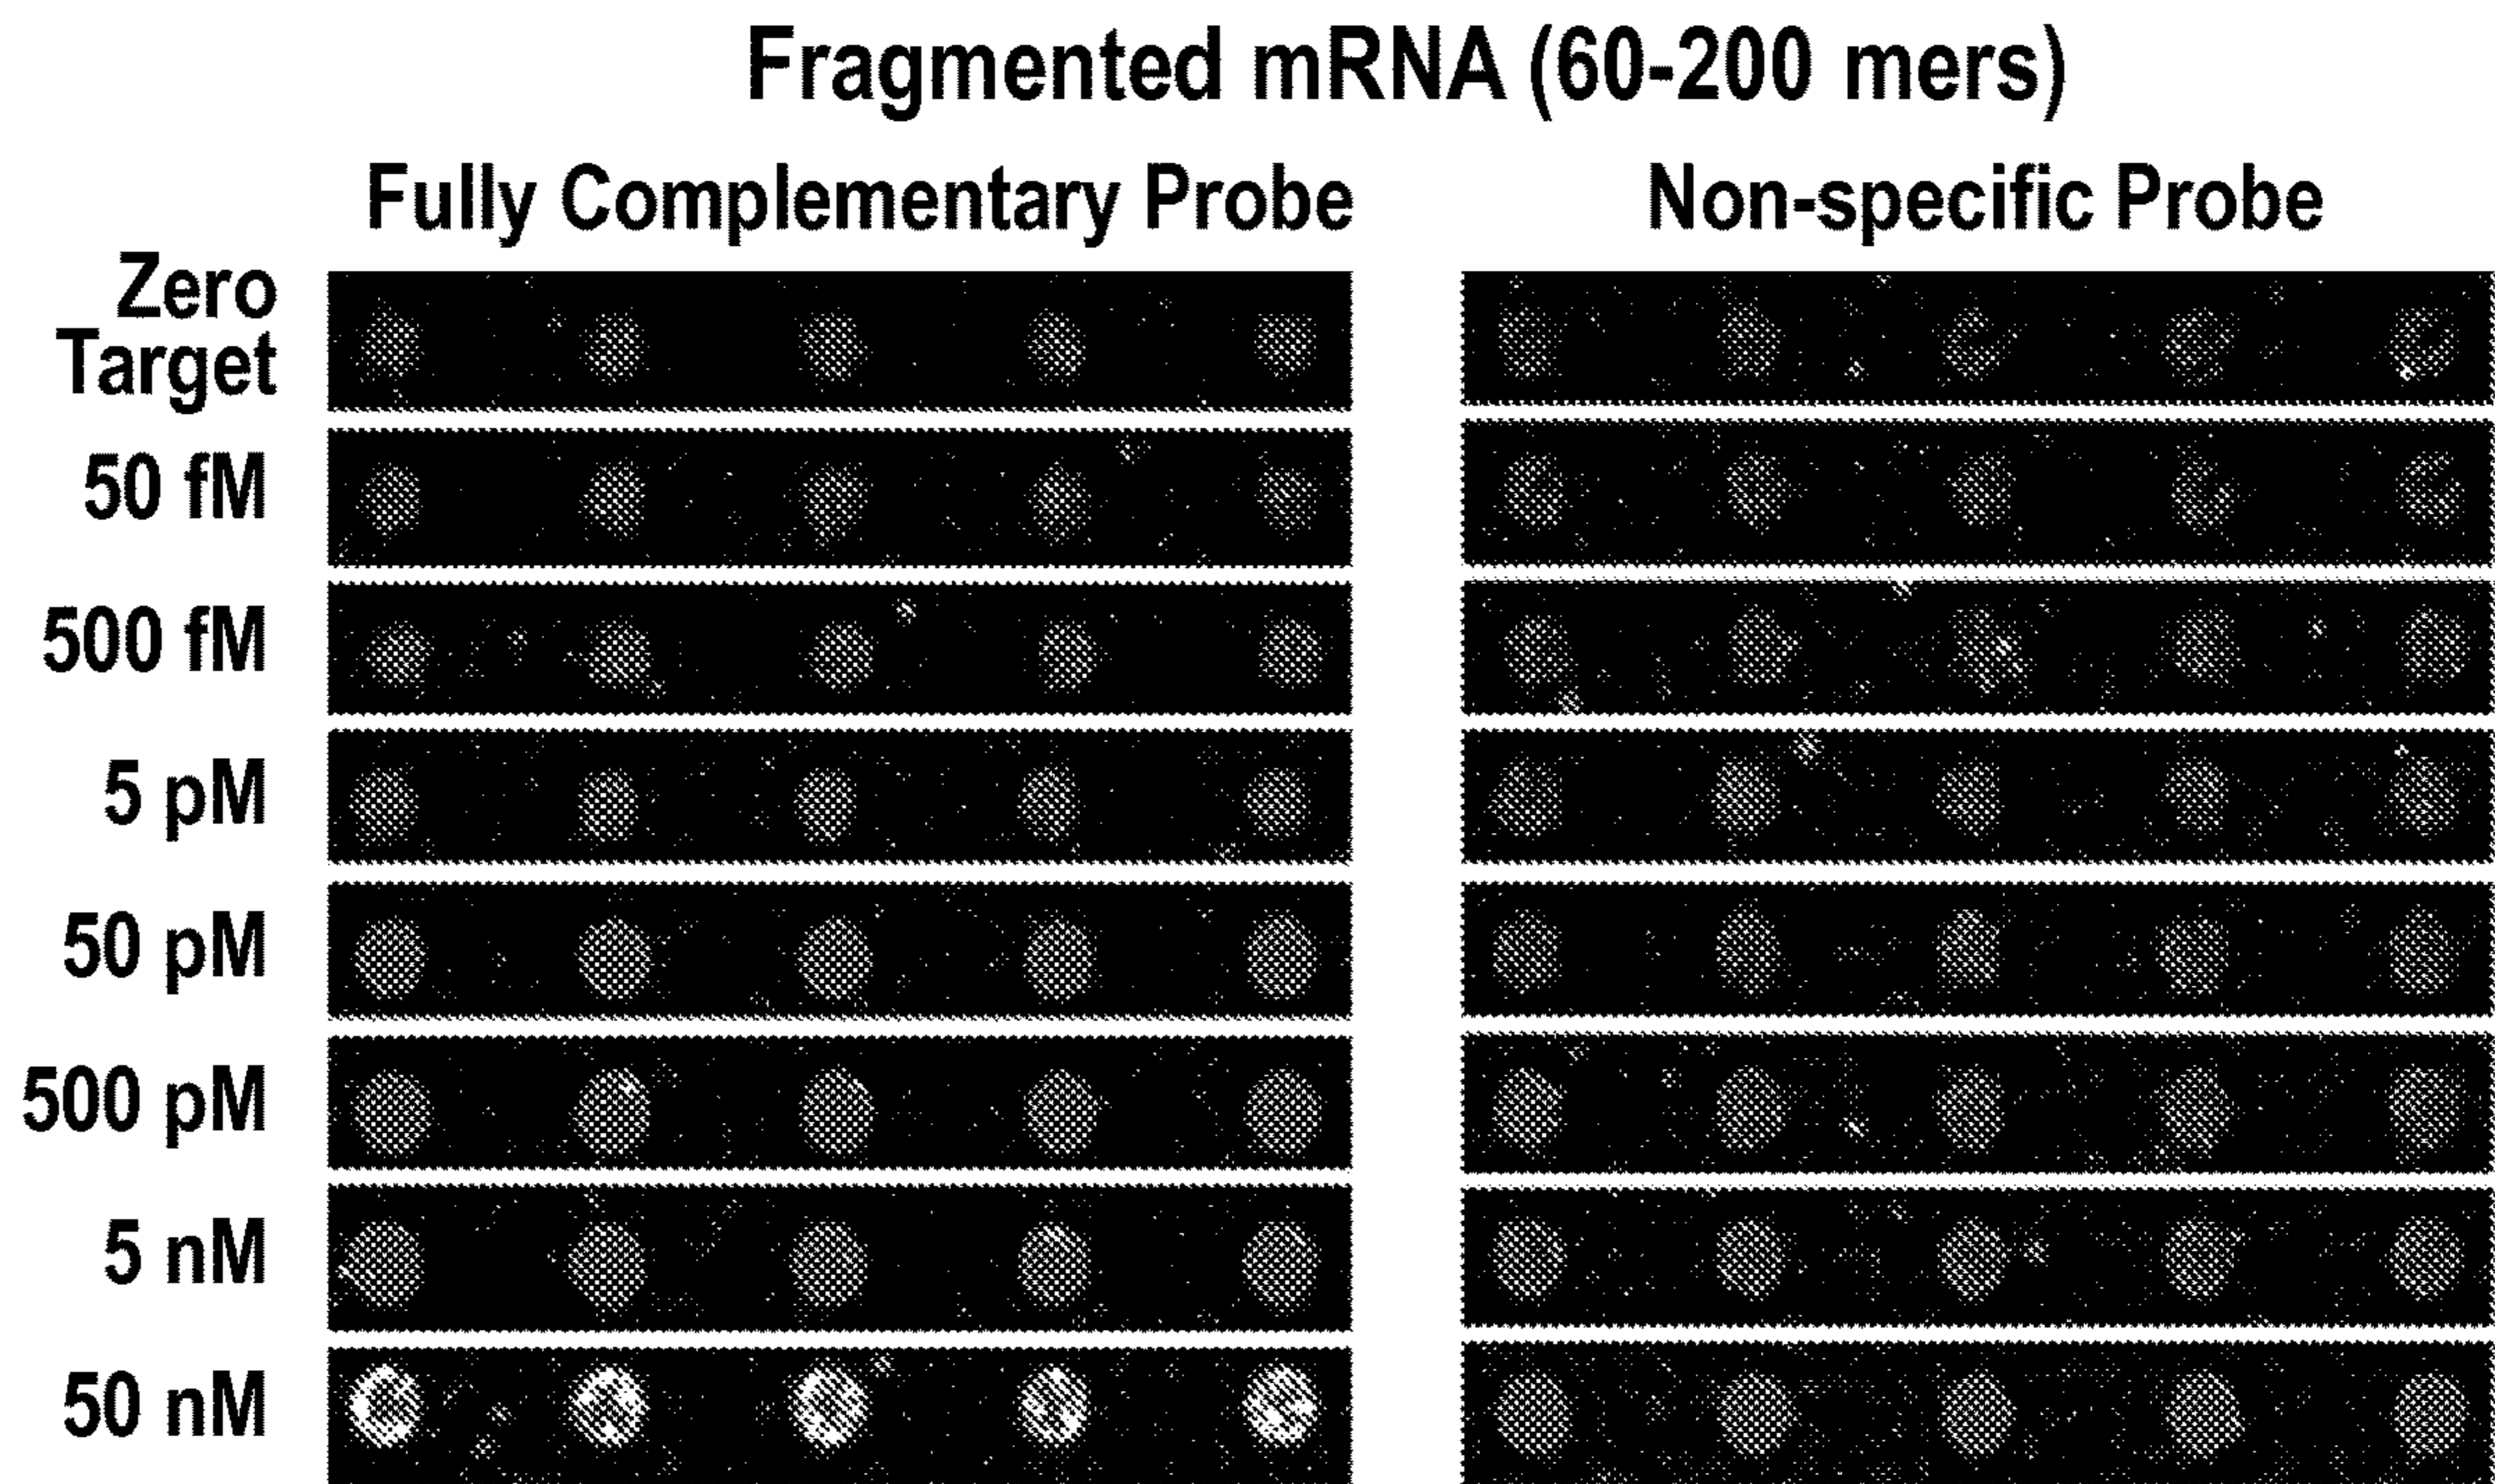 Fragmented mRNA (60-200 mers)
Fully Complementary Probe
Non-specific Probe
Zero
Target
50 fM
500 fM
5 pM
50 pM
500 pM
5 nM
50 nM